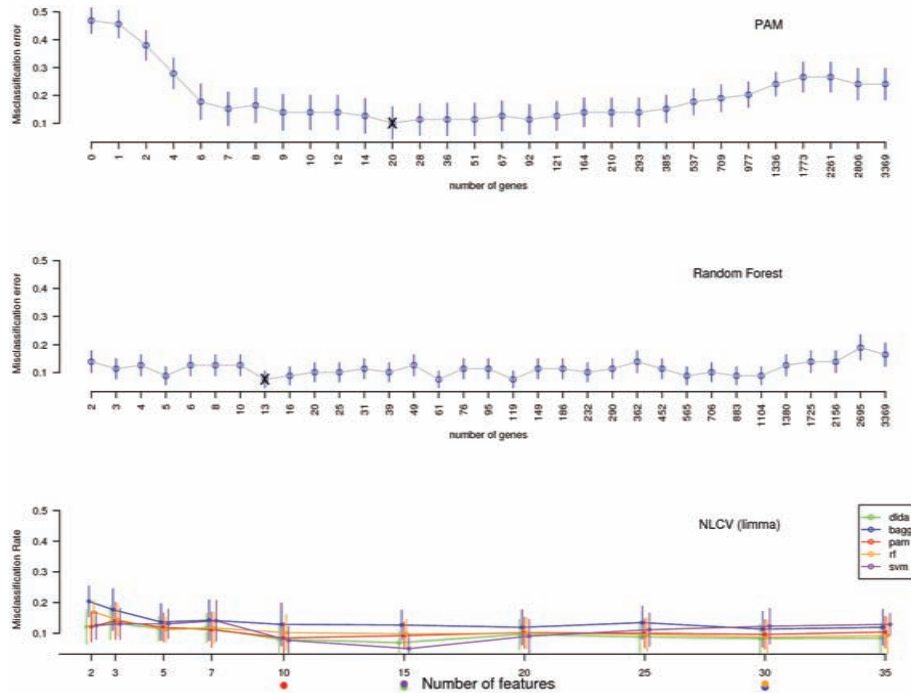 PAM
Misclassification error
0.5
0.4
0.3
0.2
0.1
0 1 2 4 6 7 8 9 10 12 14 20 28 36 51 67 92 121 164 210 293 385 537 709 977 1336 1773 2261 2806 3369
number of genes
Random Forest
Misclassification error
0.5
0.4
0.3
0.2
0.1
2 3 4 5 6 8 10 13 16 20 25 31 39 49 61 76 95 119 149 186 232 290 362 452 565 706 883 1104 1380 1725 2156 2695 3369
number of genes
NLCV (limma)
Misclassification Rate
0.5
0.4
0.3
0.2
0.1
dlda
bagg
pam
rf
svm
2 3 5 7 10 15 20 25 30 35
Number of features